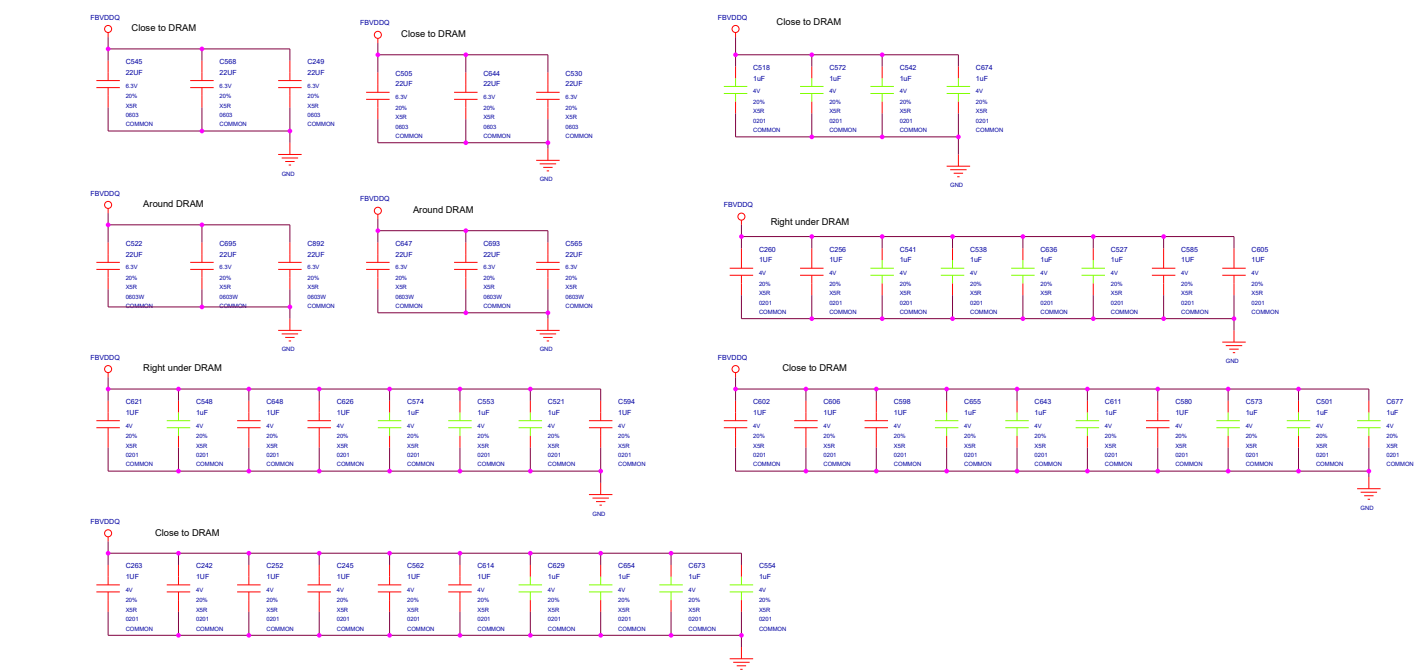 FBVDDQ
Close to DRAM
C545
22UF
6.3V
20%
X5R
0603
COMMON
C568
22UF
6.3V
20%
X5R
0603
COMMON
C249
22UF
6.3V
20%
X5R
0603
COMMON
GND
FBVDDQ
Close to DRAM
C505
22UF
6.3V
20%
X5R
0603
COMMON
C644
22UF
6.3V
20%
X5R
0603
COMMON
C530
22UF
6.3V
20%
X5R
0603
COMMON
GND
FBVDDQ
Close to DRAM
C518
1uF
4V
20%
X5R
0201
COMMON
C572
1uF
4V
20%
X5R
0201
COMMON
C542
1uF
4V
20%
X5R
0201
COMMON
C674
1uF
4V
20%
X5R
0201
COMMON
GND
FBVDDQ
Around DRAM
C522
22UF
6.3V
20%
X5R
0603W
COMMON
C695
22UF
6.3V
20%
X5R
0603W
COMMON
C892
22UF
6.3V
20%
X5R
0603W
COMMON
GND
FBVDDQ
Around DRAM
C647
22UF
6.3V
20%
X5R
0603W
COMMON
C693
22UF
6.3V
20%
X5R
0603W
COMMON
C565
22UF
6.3V
20%
X5R
0603W
COMMON
GND
FBVDDQ
Right under DRAM
C260
1UF
4V
20%
X5R
0201
COMMON
C256
1UF
4V
20%
X5R
0201
COMMON
C541
1uF
4V
20%
X5R
0201
COMMON
C538
1uF
4V
20%
X5R
0201
COMMON
C636
1uF
4V
20%
X5R
0201
COMMON
C527
1uF
4V
20%
X5R
0201
COMMON
C585
1UF
4V
20%
X5R
0201
COMMON
C605
1UF
4V
20%
X5R
0201
COMMON
GND
FBVDDQ
Right under DRAM
C621
1UF
4V
20%
X5R
0201
COMMON
C548
1uF
4V
20%
X5R
0201
COMMON
C648
1UF
4V
20%
X5R
0201
COMMON
C626
1UF
4V
20%
X5R
0201
COMMON
C574
1uF
4V
20%
X5R
0201
COMMON
C553
1uF
4V
20%
X5R
0201
COMMON
C521
1uF
4V
20%
X5R
0201
COMMON
C594
1UF
4V
20%
X5R
0201
COMMON
GND
FBVDDQ
Close to DRAM
C602
1UF
4V
20%
X5R
0201
COMMON
C606
1UF
4V
20%
X5R
0201
COMMON
C598
1UF
4V
20%
X5R
0201
COMMON
C655
1uF
4V
20%
X5R
0201
COMMON
C643
1uF
4V
20%
X5R
0201
COMMON
C611
1uF
4V
20%
X5R
0201
COMMON
C580
1UF
4V
20%
X5R
0201
COMMON
C573
1uF
4V
20%
X5R
0201
COMMON
C501
1uF
4V
20%
X5R
0201
COMMON
C677
1uF
4V
20%
X5R
0201
COMMON
GND
FBVDDQ
Close to DRAM
C263
1UF
4V
20%
X5R
0201
COMMON
C242
1UF
4V
20%
X5R
0201
COMMON
C252
1UF
4V
20%
X5R
0201
COMMON
C245
1UF
4V
20%
X5R
0201
COMMON
C562
1UF
4V
20%
X5R
0201
COMMON
C614
1UF
4V
20%
X5R
0201
COMMON
C629
1uF
4V
20%
X5R
0201
COMMON
C654
1uF
4V
20%
X5R
0201
COMMON
C673
1uF
4V
20%
X5R
0201
COMMON
C554
1uF
4V
20%
X5R
0201
COMMON